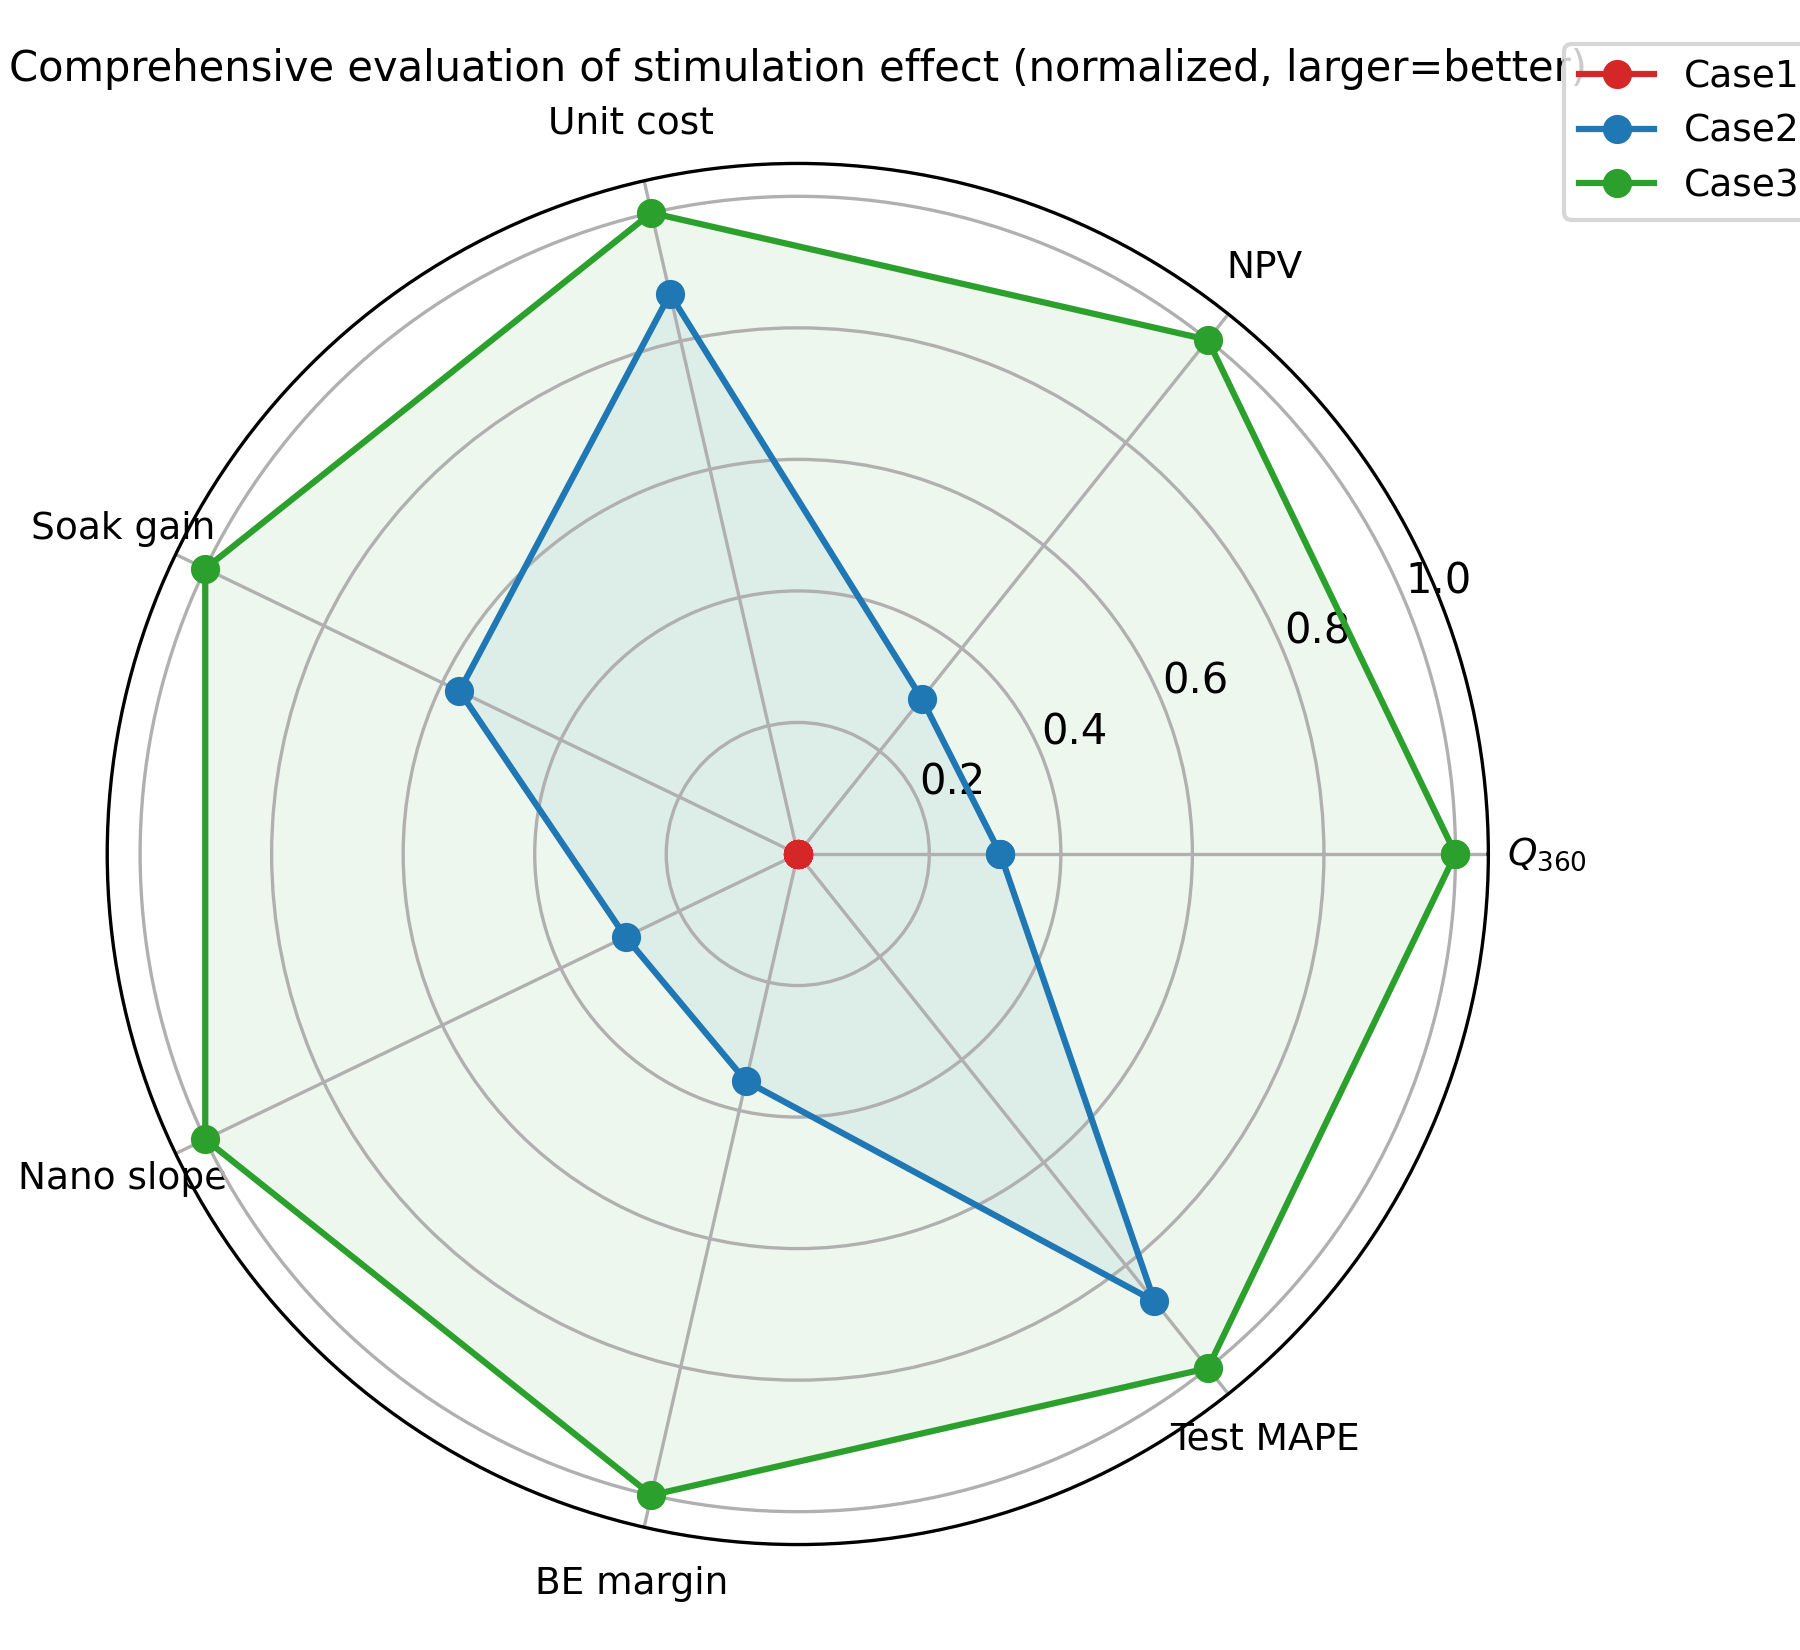 Comprehensive evaluation of stimulation effect (normalized, larger=better)
Case1
Case2
Case3
Unit cost
NPV
Soak gain
1.0
0.8
0.6
0.4
0.2
Q360
Nano slope
Test MAPE
BE margin